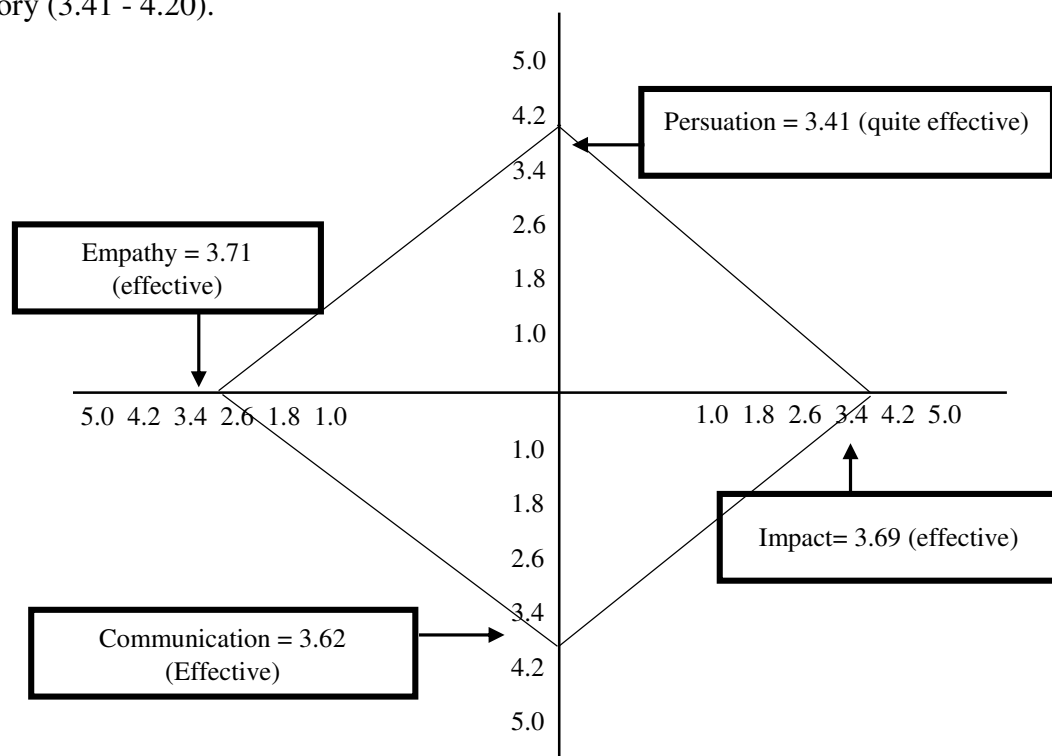 ory (3.41 - 4.20).
5.0
4.2
Persuation = 3.41 (quite effective)
3.4
2.6
Empathy = 3.71
(effective)
1.8
1.0
5.0 4.2 3.4 2.6 1.8 1.0
1.0 1.8 2.6 3.4 4.2 5.0
1.0
1.8
Impact= 3.69 (effective)
2.6
3.4
Communication = 3.62
(Effective)
4.2
5.0